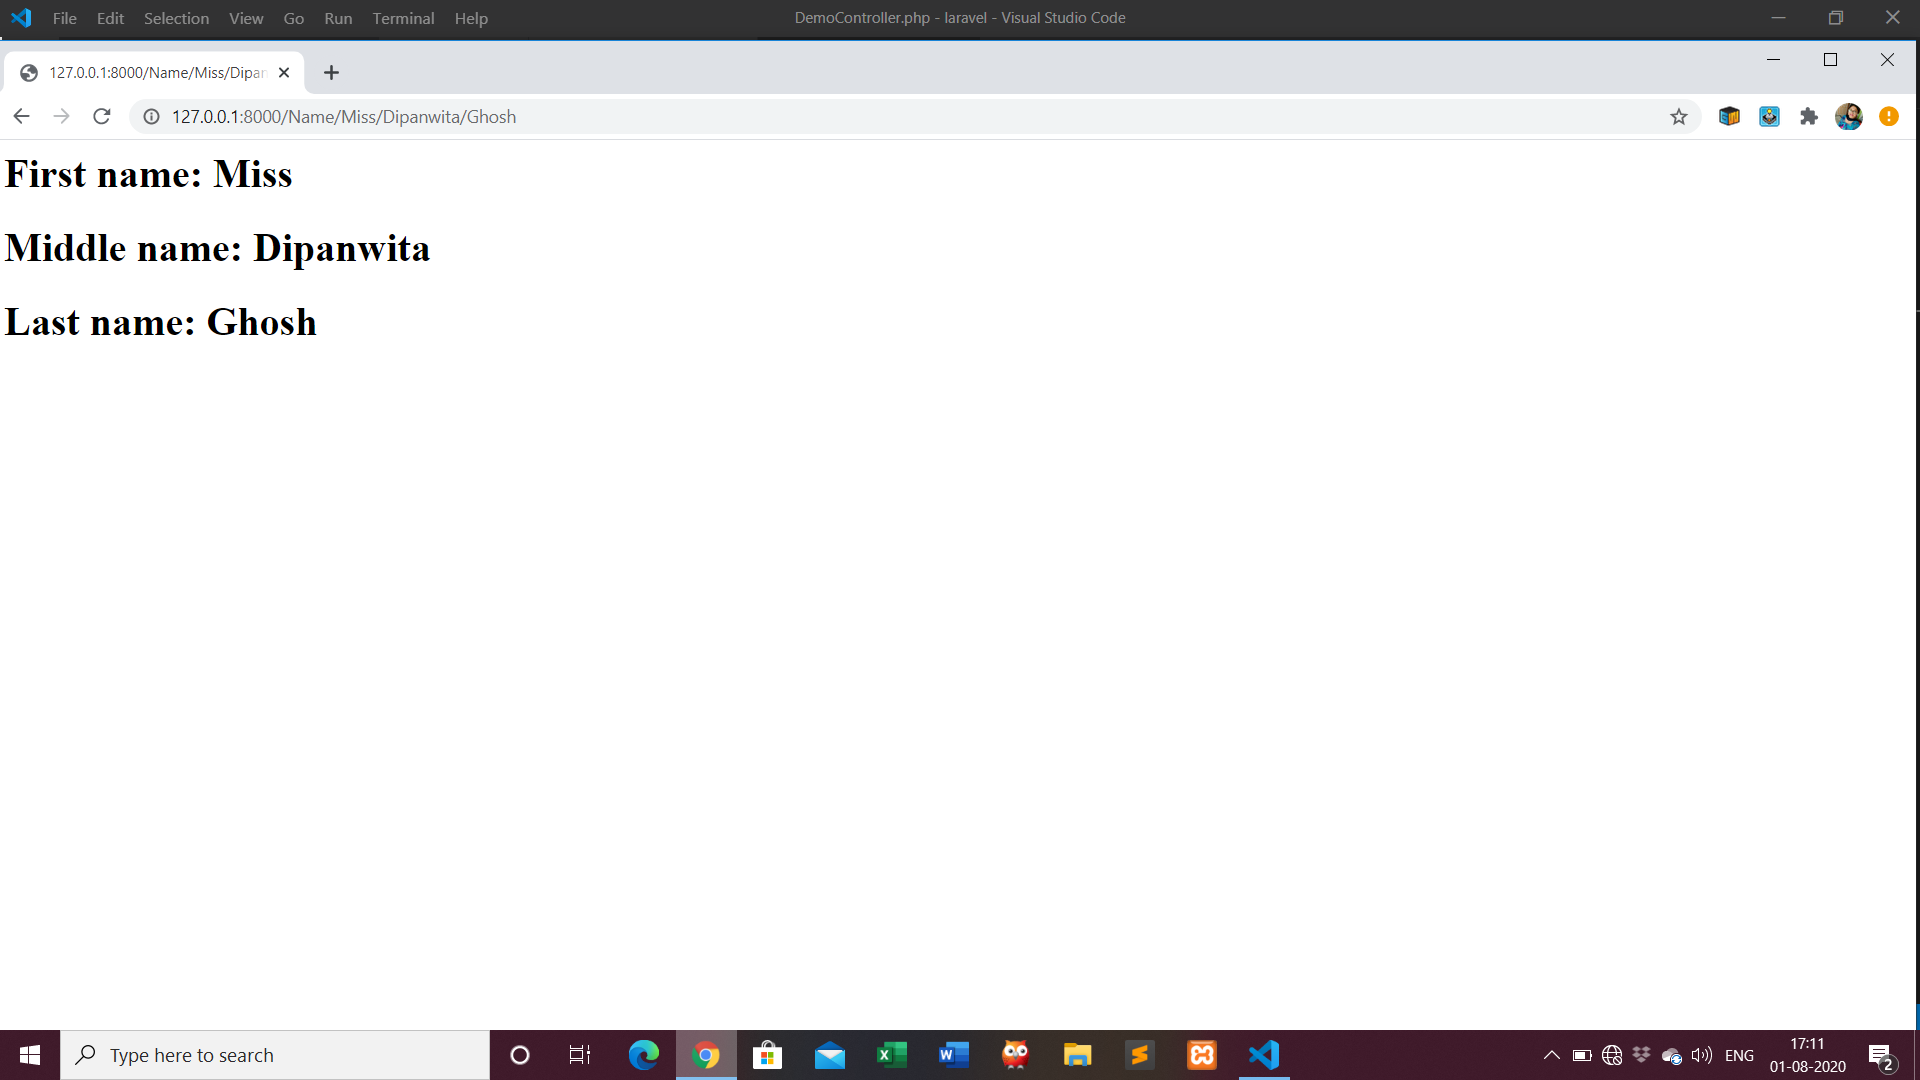 File Edit Selection View Go Run Terminal Help DemoController.php - laravel - Visual Studio Code
127.0.0.1:8000/Name/Miss/Dipan
127.0.0.1:8000/Name/Miss/Dipanwita/Ghosh
First name: Miss
Middle name: Dipanwita
Last name: Ghosh
Type here to search
ENG
17:11
01-08-2020
2